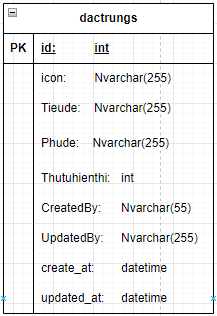 dactrungs
PK id: int
icon: Nvarchar(255)
Tieude: Nvarchar(255)
Phude: Nvarchar(255)
Thutuhienthi: int
CreatedBy: Nvarchar(55)
UpdatedBy: Nvarchar(255)
create_at: datetime
updated_at: datetime